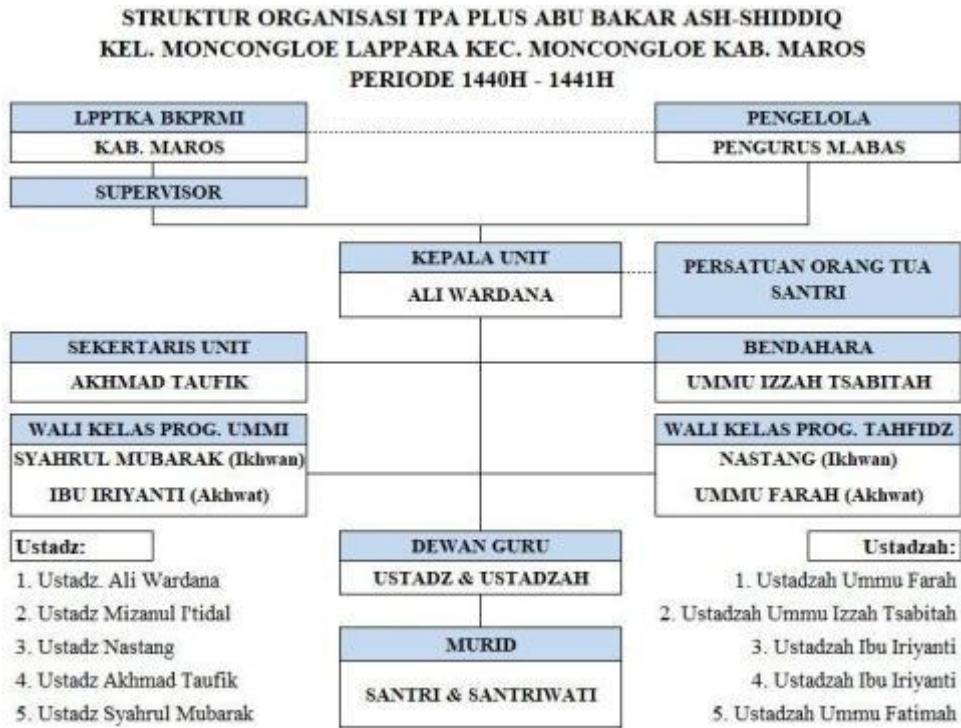 STRUKTUR ORGANISASI TPA PLUS ABU BAKAR ASH-SHIDDIQ
KEL. MONCONGLOE LAPPARA KEC. MONCONGLOE KAB. MAROS
PERIODE 1440H - 1441H
LPPTKA BKPRMI
KAB. MAROS
PENGELOLA
PENGURUS M.ABAS
SUPERVISOR
KEPALA UNIT
ALI WARDANA
PERSATUAN ORANG TUA
SANTRI
SEKERTARIS UNIT
AKHMAD TAUFIK
BENDAHARA
UMMU IZZAH TSABITAH
WALI KELAS PROG. UMMI
SYAHRUL MUBARAK (Ikhwan)
IBU IRIYANTI (Akhwat)
WALI KELAS PROG. TAHFIDZ
NASTANG (Ikhwan)
UMMU FARAH (Akhwat)
Ustadz:
1. Ustadz. Ali Wardana
2. Ustadz Mizanul I'tidal
3. Ustadz Nastang
4. Ustadz Akhmad Taufik
5. Ustadz Syahrul Mubarak
DEWAN GURU
USTADZ & USTADZAH
MURID
SANTRI & SANTRIWATI
Ustadzah:
1. Ustadzah Ummu Farah
2. Ustadzah Ummu Izzah Tsabitah
3. Ustadzah Ibu Iriyanti
4. Ustadzah Ibu Iriyanti
5. Ustadzah Ummu Fatimah